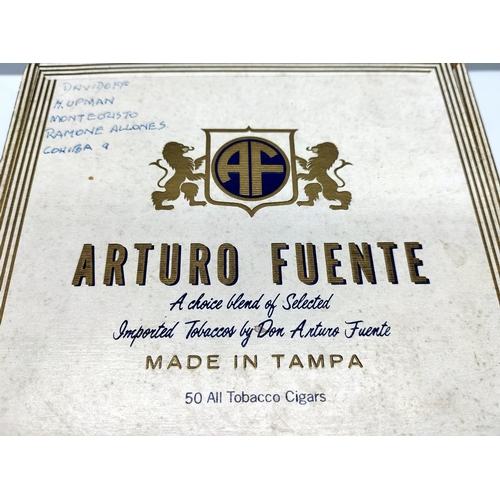 DAVIDOFF
H. UPMAN
MONTECRISTO
RAMONE ALLONES
COHIBA 9
AF
ARTURO FUENTE
A choice blend of Selected
Imported Tobaccos by Don Arturo Fuente
MADE IN TAMPA
50 All Tobacco Cigars